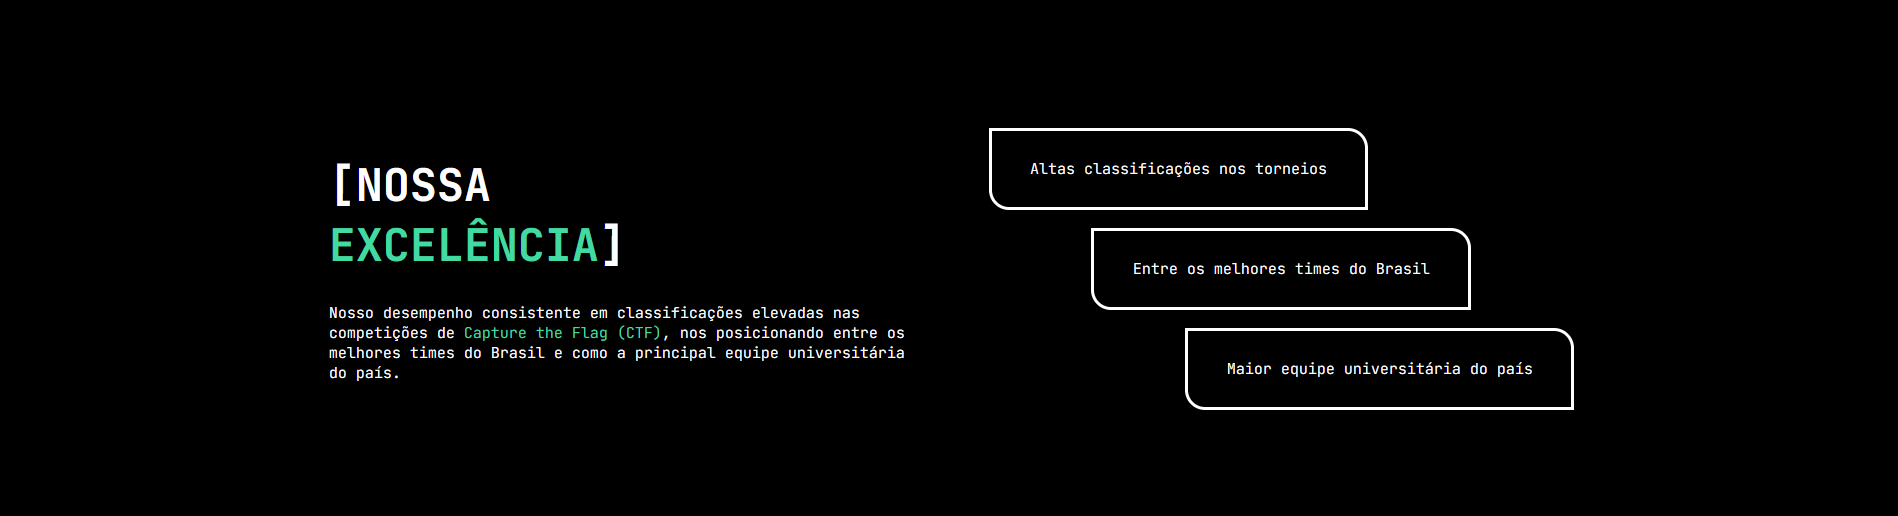 [NOSSA
EXCELÊNCIA]
Nosso desempenho consistente em classificações elevadas nas
competições de Capture the Flag (CTF), nos posicionando entre os
melhores times do Brasil e como a principal equipe universitária
do país.
Altas classificações nos torneios
Entre os melhores times do Brasil
Maior equipe universitária do país